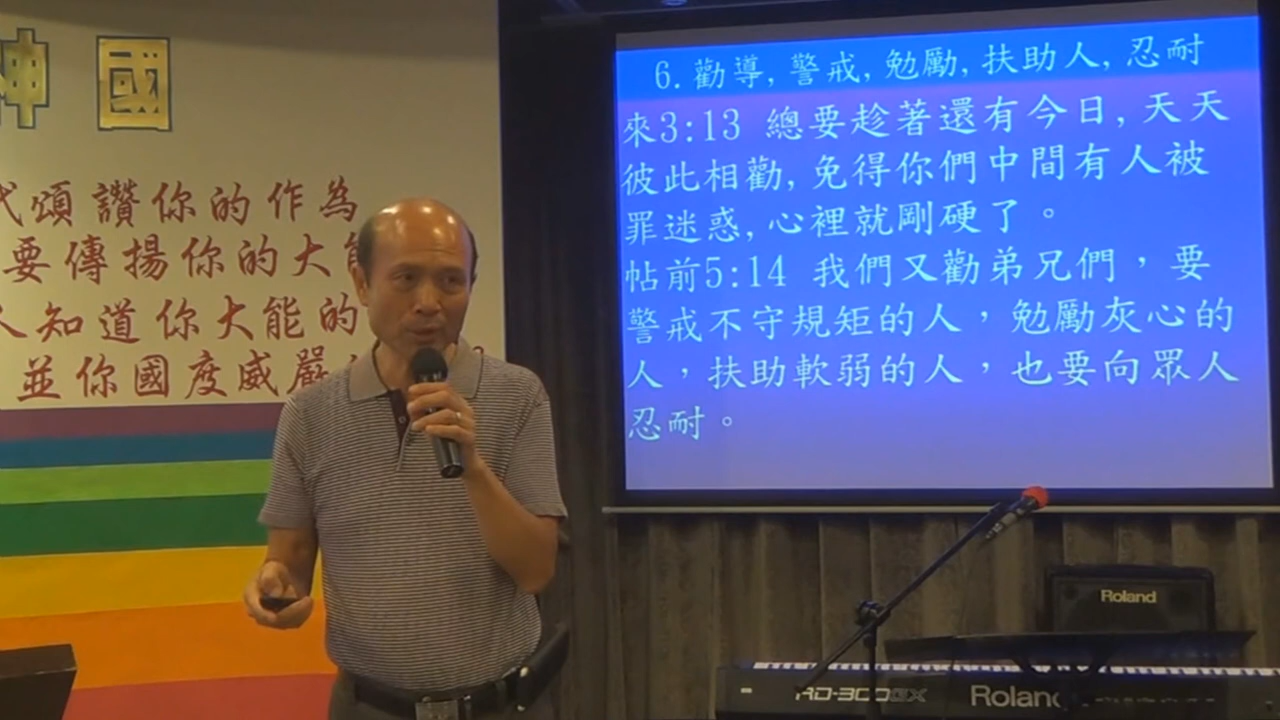 神國
代頌讚你的作為
要傳揚你的大能
人知道你大能的
並你國度威嚴
6.勸導,警戒,勉勵,扶助人,忍耐
來3:13 總要趁著還有今日,天天
彼此相勸,免得你們中間有人被
罪迷惑,心裡就剛硬了。
帖前5:14 我們又勸弟兄們，要
警戒不守規矩的人，勉勵灰心的
人，扶助軟弱的人，也要向眾人
忍耐。
Roland
RD-300GX
Roland